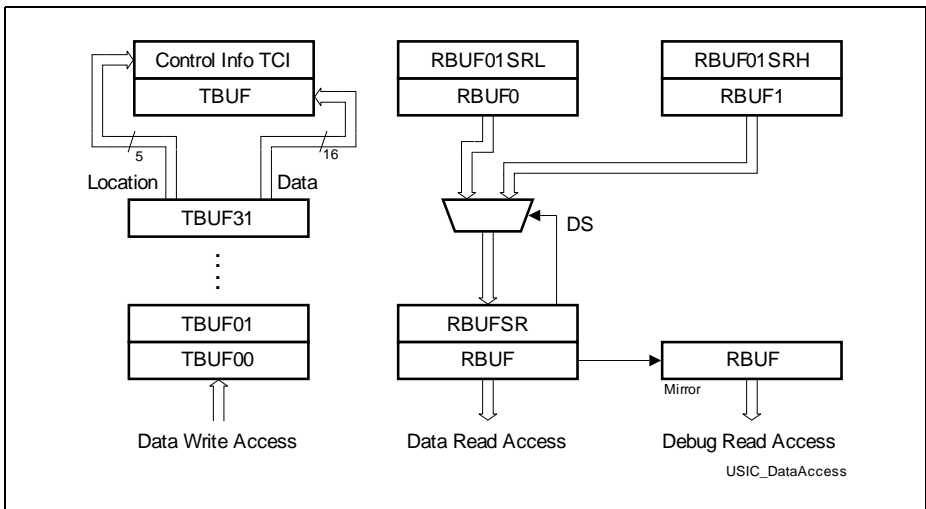 Control Info TCI
TBUF
5
16
Location
Data
TBUF31
TBUF01
TBUF00
Data Write Access
RBUF01SRL
RBUF0
RBUF01SRH
RBUF1
DS
RBUFSR
RBUF
Data Read Access
Mirror
RBUF
Debug Read Access
USIC_DataAccess